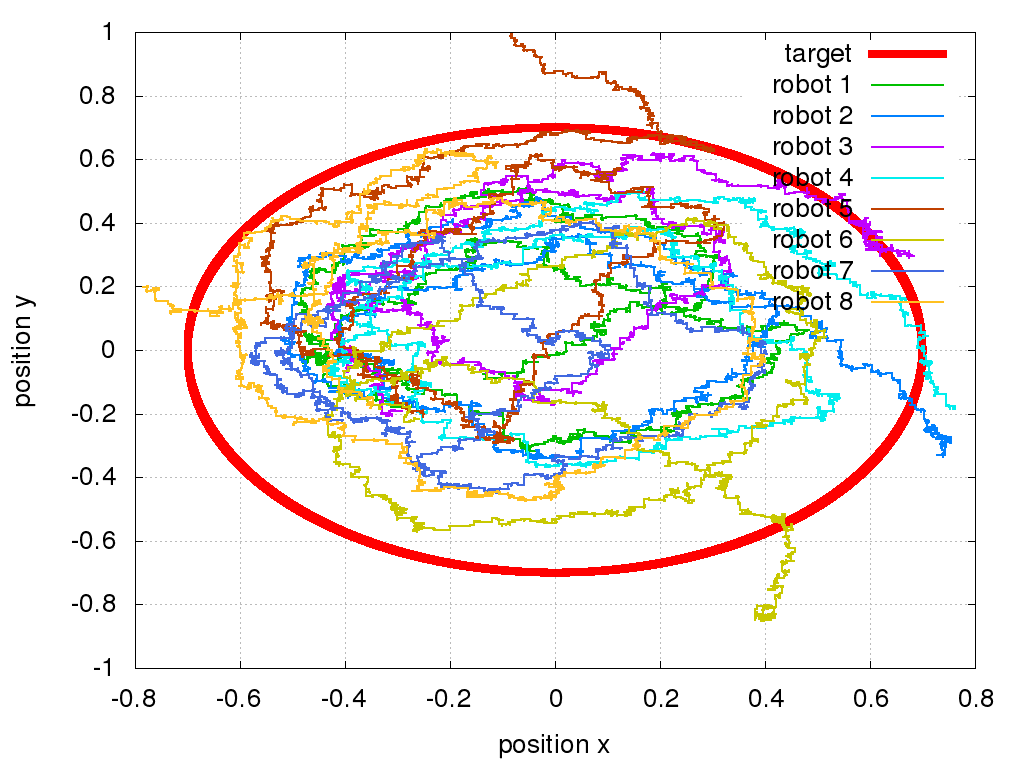 1
0.8
0.6
0.4
0.2
0
-0.2
-0.4
-0.6
-0.8
-1
-0.8 -0.6 -0.4 -0.2 0 0.2 0.4 0.6 0.8
position x
position y
target
robot 1
robot 2
robot 3
robot 4
robot 5
robot 6
robot 7
robot 8